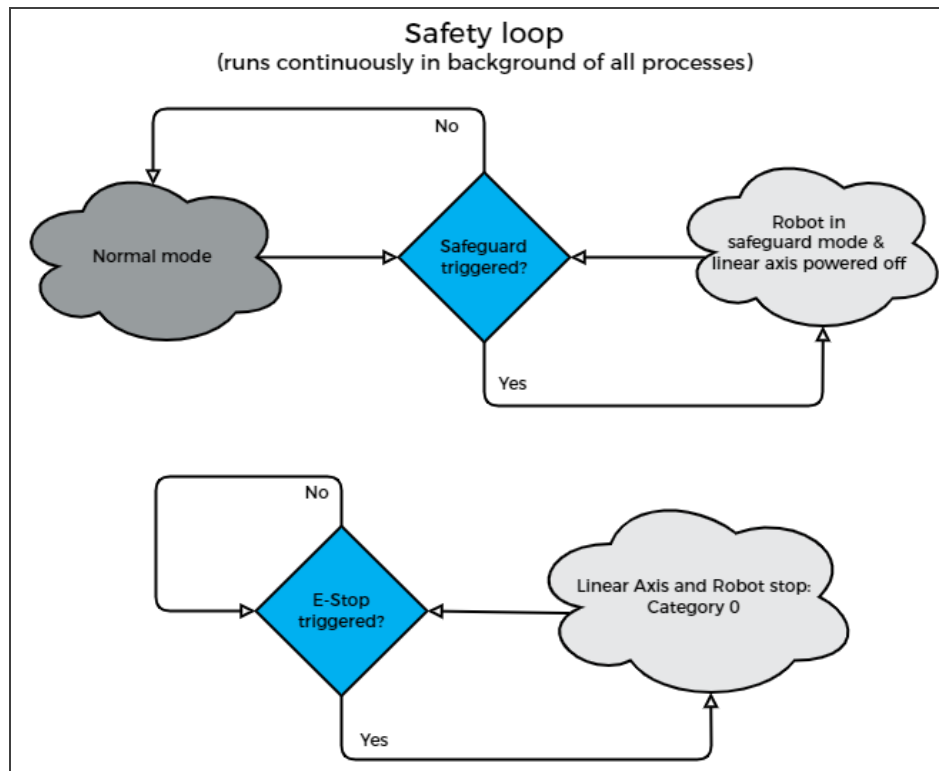 Safety loop
(runs continuously in background of all processes)
No
Normal mode
Safeguard
triggered?
Robot in
safeguard mode &
linear axis powered off
Yes
No
E-Stop
triggered?
Linear Axis and Robot stop:
Category 0
Yes